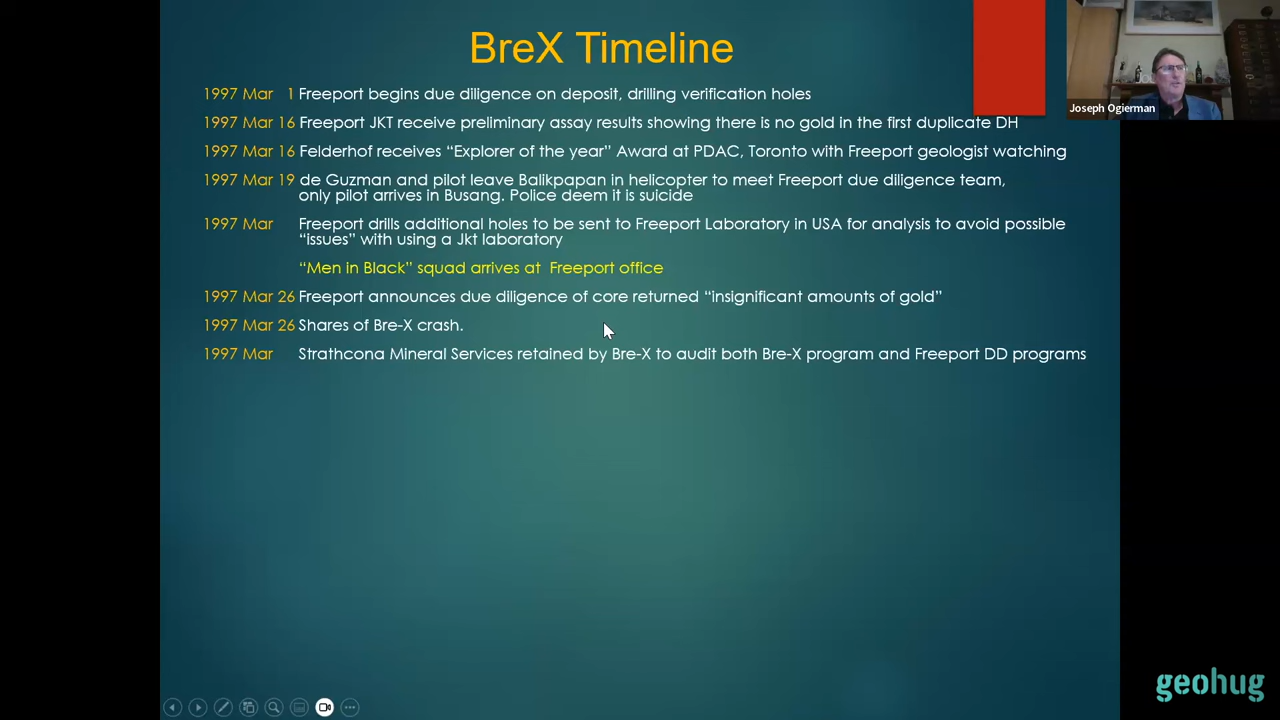 BreX Timeline
1997 Mar 1 Freeport begins due diligence on deposit, drilling verification holes
1997 Mar 16 Freeport JKT receive preliminary assay results showing there is no gold in the first duplicate DH
1997 Mar 16 Felderhof receives “Explorer of the year” Award at PDAC, Toronto with Freeport geologist watching
1997 Mar 19 de Guzman and pilot leave Balikpapan in helicopter to meet Freeport due diligence team,
only pilot arrives in Busang. Police deem it is suicide
1997 Mar Freeport drills additional holes to be sent to Freeport Laboratory in USA for analysis to avoid possible
“issues” with using a Jkt laboratory
“Men in Black” squad arrives at Freeport office
1997 Mar 26 Freeport announces due diligence of core returned “insignificant amounts of gold”
1997 Mar 26 Shares of Bre-X crash.
1997 Mar Strathcona Mineral Services retained by Bre-X to audit both Bre-X program and Freeport DD programs
Joseph Ogierman
geohug